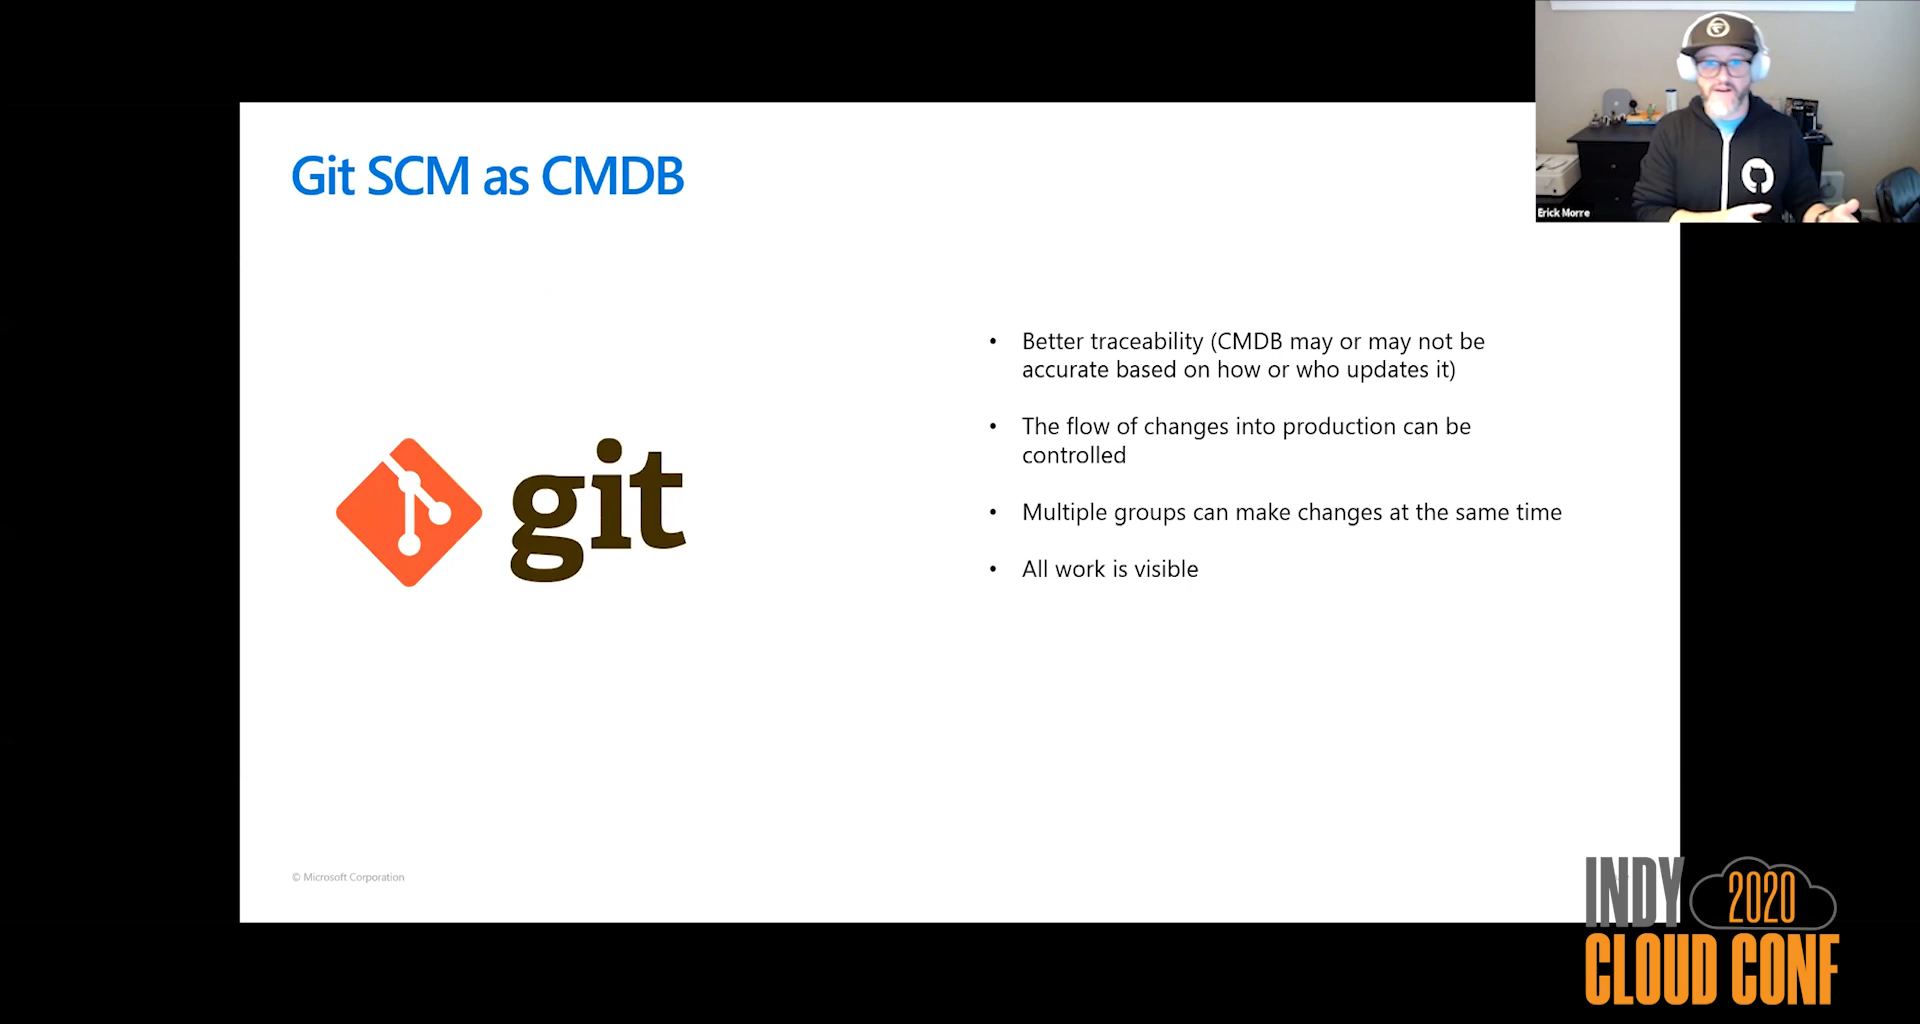 Git SCM as CMDB
Erick Morre
• Better traceability (CMDB may or may not be
accurate based on how or who updates it)
• The flow of changes into production can be
controlled
• Multiple groups can make changes at the same time
• All work is visible
git
© Microsoft Corporation
INDY 2020
CLOUD CONF